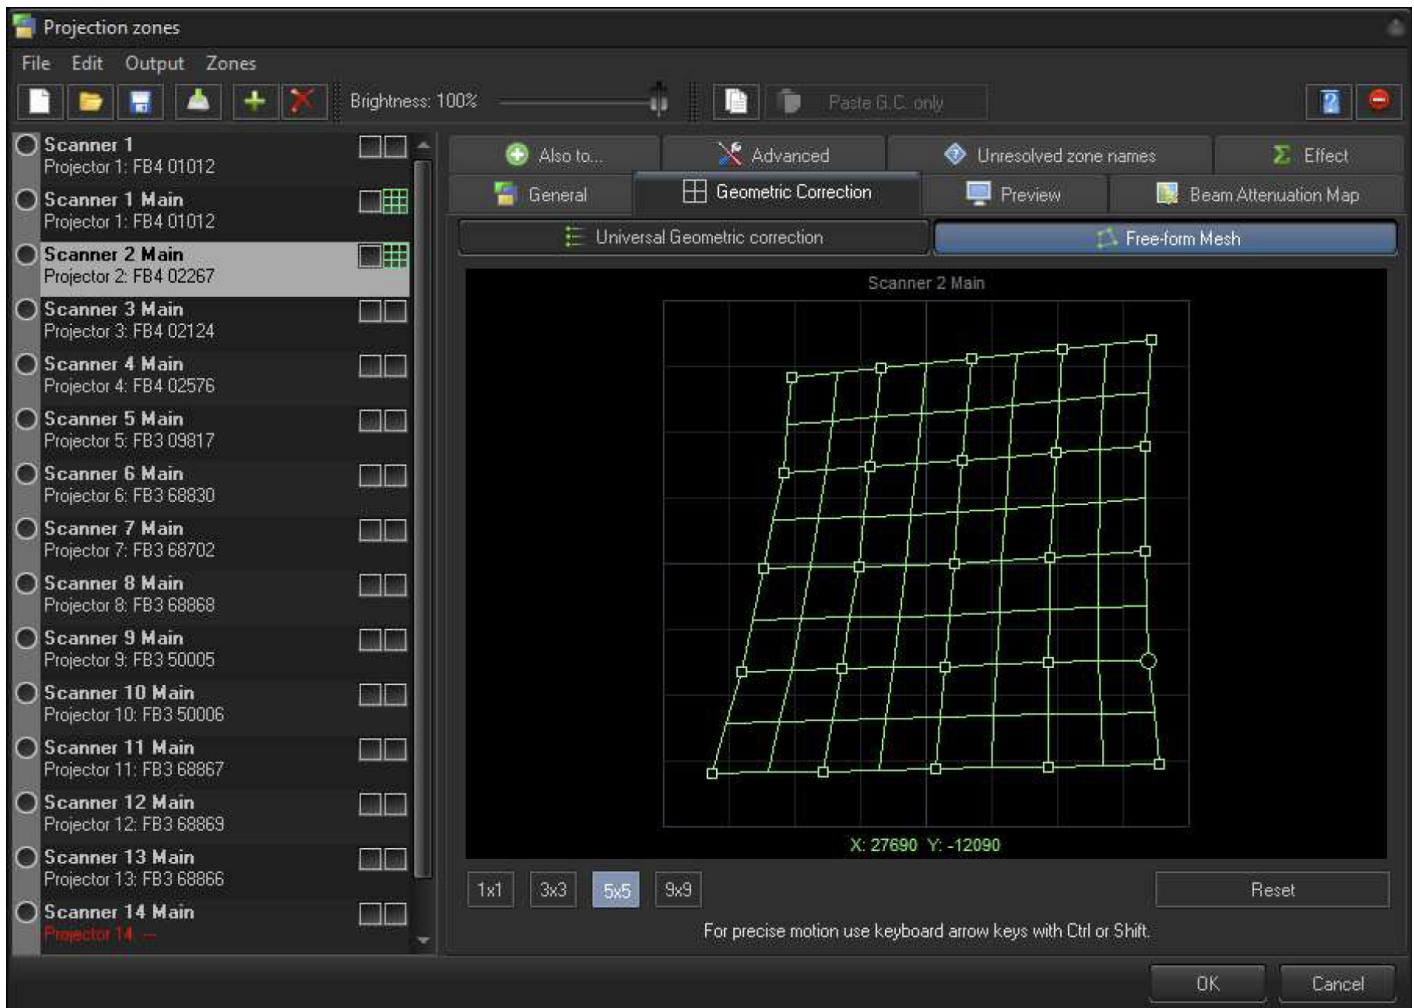 Projection zones
File Edit Output Zones
Brightness: 100% Paste G.C. only
Scanner 1
Projector 1: FB4 01012
Scanner 1 Main
Projector 1: FB4 01012
Scanner 2 Main
Projector 2: FB4 02267
Scanner 3 Main
Projector 3: FB4 02124
Scanner 4 Main
Projector 4: FB4 02576
Scanner 5 Main
Projector 5: FB3 09817
Scanner 6 Main
Projector 6: FB3 68830
Scanner 7 Main
Projector 7: FB3 68702
Scanner 8 Main
Projector 8: FB3 68868
Scanner 9 Main
Projector 9: FB3 50005
Scanner 10 Main
Projector 10: FB3 50006
Scanner 11 Main
Projector 11: FB3 68867
Scanner 12 Main
Projector 12: FB3 68869
Scanner 13 Main
Projector 13: FB3 68866
Scanner 14 Main
Projector 14: ---
Also to... Advanced Unresolved zone names Effect
General Geometric Correction Preview Beam Attenuation Map
Universal Geometric correction Free-form Mesh
Scanner 2 Main
X: 27690 Y: -12090
1x1 3x3 5x5 9x9 Reset
For precise motion use keyboard arrow keys with Ctrl or Shift.
OK Cancel